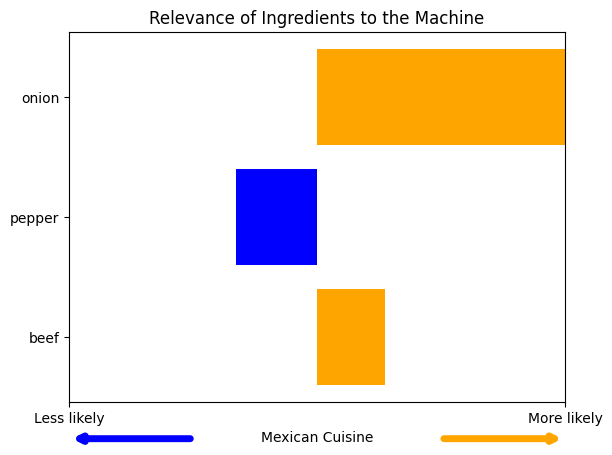 Relevance of Ingredients to the Machine
onion
pepper
beef
Less likely
More likely
Mexican Cuisine